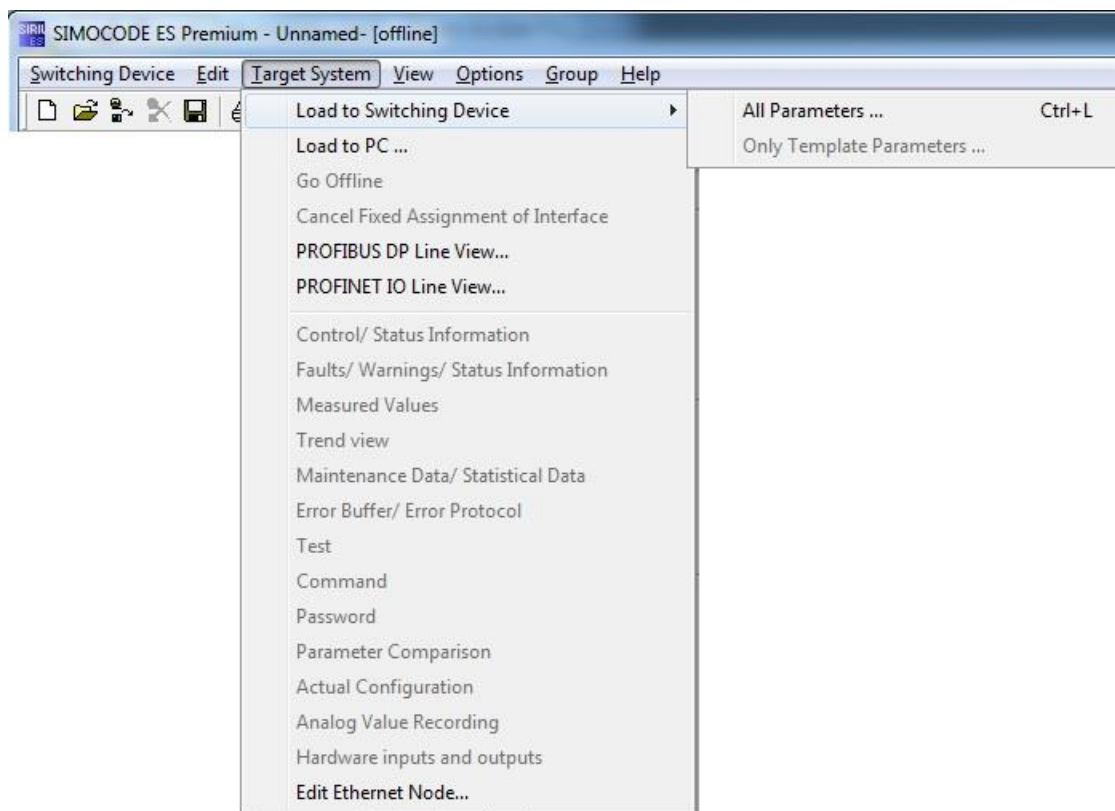 SIRIU ES SIMOCODE ES Premium - Unnamed- [offline]
Switching Device Edit Target System View Options Group Help
Load to Switching Device
All Parameters ... Ctrl+L
Load to PC ...
Only Template Parameters ...
Go Offline
Cancel Fixed Assignment of Interface
PROFIBUS DP Line View...
PROFINET IO Line View...
Control/ Status Information
Faults/ Warnings/ Status Information
Measured Values
Trend view
Maintenance Data/ Statistical Data
Error Buffer/ Error Protocol
Test
Command
Password
Parameter Comparison
Actual Configuration
Analog Value Recording
Hardware inputs and outputs
Edit Ethernet Node...